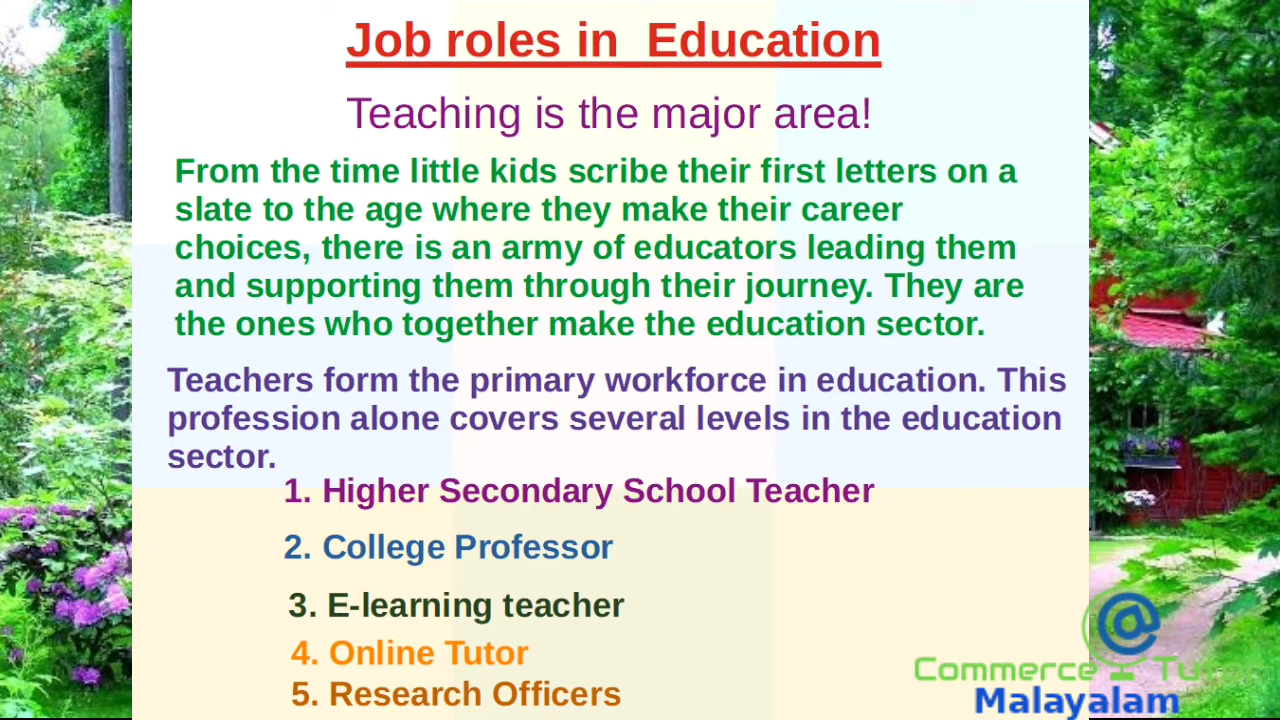 Job roles in  Education
Teaching is the major area!
From the time little kids scribe their first letters on a
slate to the age where they make their career
choices, there is an army of educators leading them
and supporting them through their journey. They are
the ones who together make the education sector.
Teachers form the primary workforce in education. This
profession alone covers several levels in the education
sector.
1. Higher Secondary School Teacher
2. College Professor
3. E-learning teacher
4. Online Tutor
5. Research Officers
@
Commerce Tutor
Malayalam